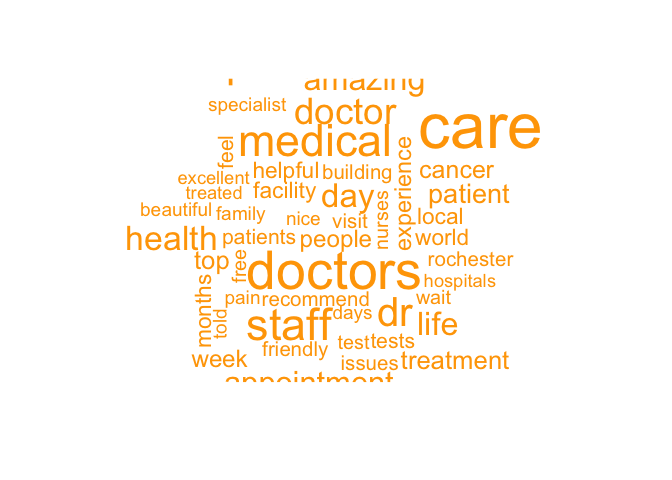 amazing
specialist
doctor
care
medical
feel
experience
helpful
building
cancer
excellent
treated
facility
day
patient
beautiful
family
nice
visit
nurses
local
health
patients
people
world
top
free
doctors
rochester
hospitals
months
told
pain
recommend
wait
staff
days
dr
life
friendly
test
tests
week
issues
treatment
appointment